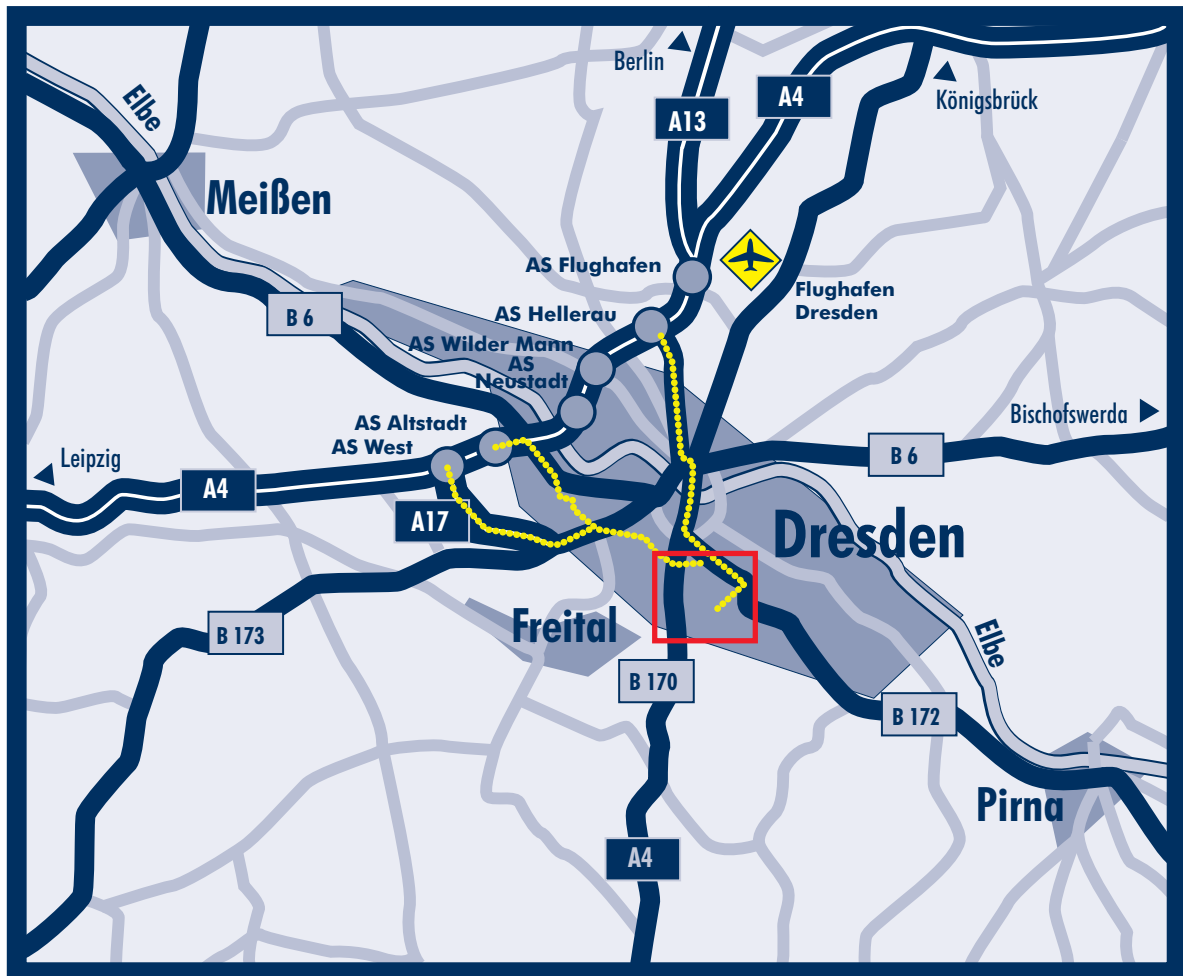 Berlin
A4
Königsbrück
Elbe
A13
Meißen
AS Flughafen
Flughafen
Dresden
B 6
AS Hellerau
AS Wilder Mann
AS
Neustadt
AS Altstadt
AS West
Bischofswerda
Leipzig
B 6
A4
A17
Dresden
Freital
B 173
Elbe
B 170
B 172
Pirna
A4